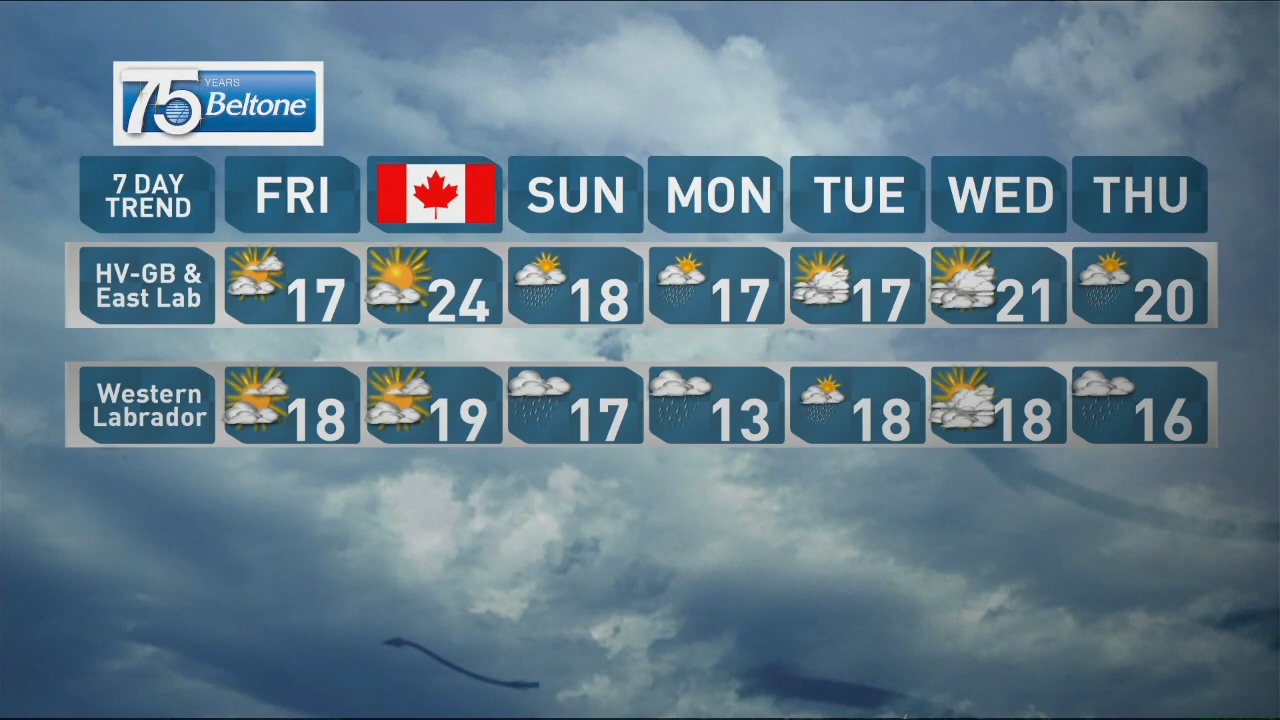 75 YEARS
Beltone
7 DAY
TREND
FRI
SUN
MON
TUE
WED
THU
HV-GB &
East Lab
17
24
18
17
17
21
20
Western
Labrador
18
19
17
13
18
18
16